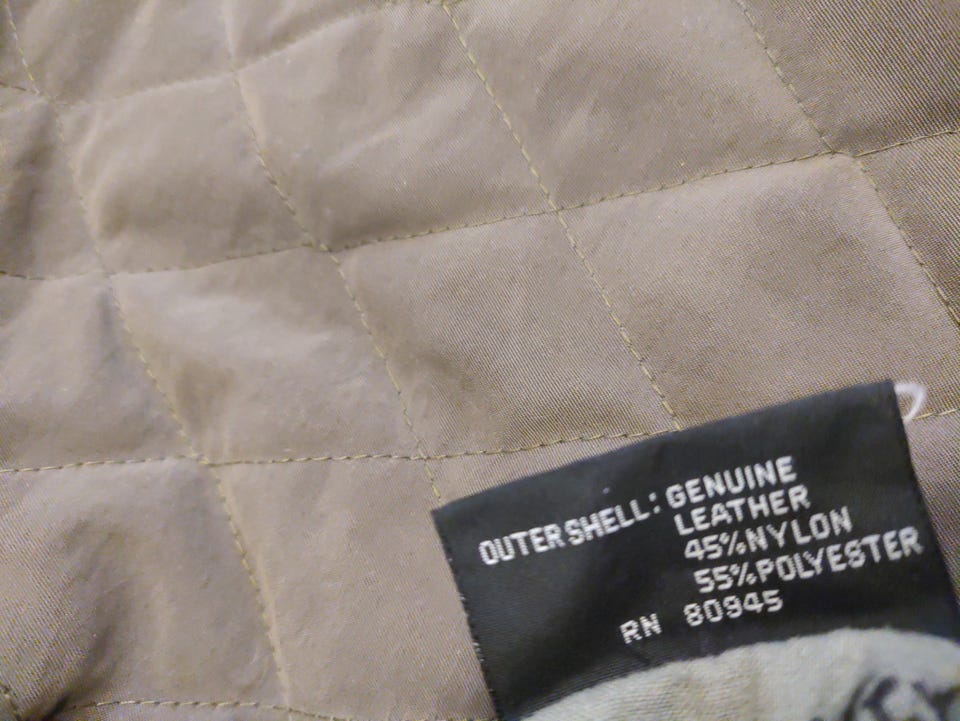 OUTER SHELL: GENUINE
LEATHER
45%NYLON
55%POLYESTER
RN 80945